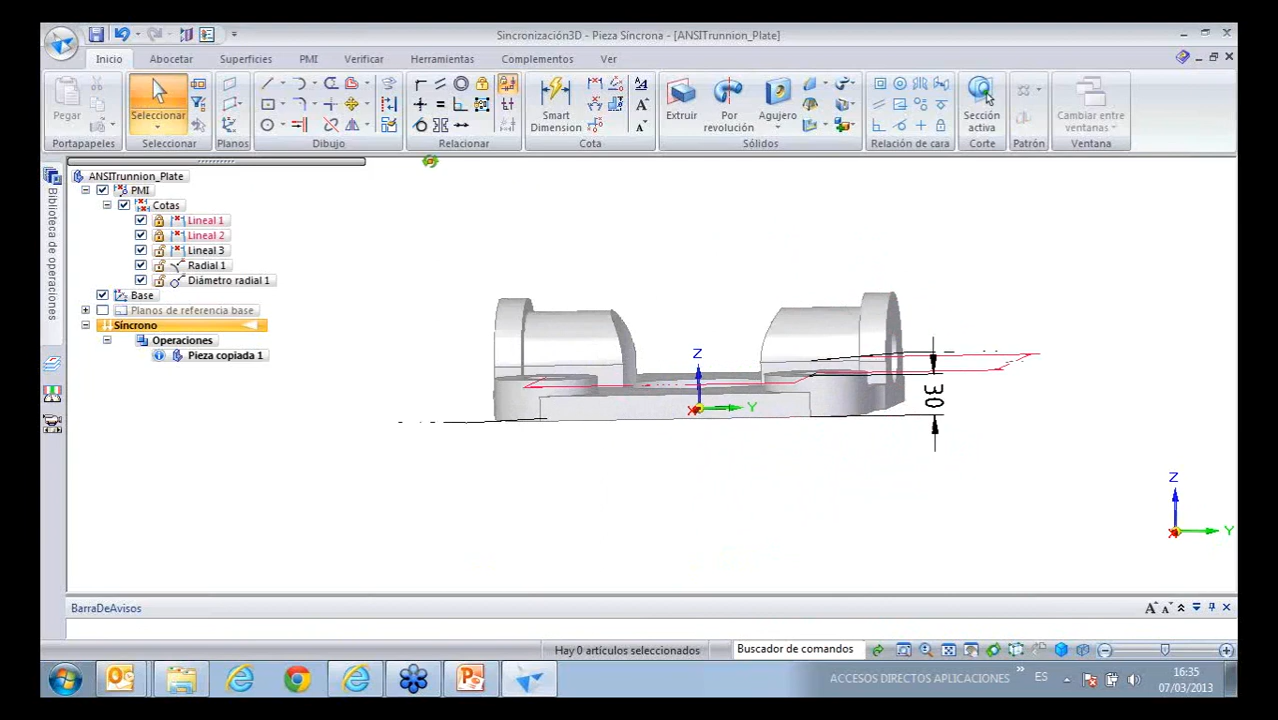 Sincronización3D - Pieza Síncrona - [ANSITrunnion_Plate]
Inicio Abocetar Superficies PMI Verificar Herramientas Complementos Ver
Pegar
Seleccionar
Smart Dimension
Extruir
Por revolución
Agujero
Sección activa
Cambiar entre ventanas
Portapapeles Seleccionar Planos Dibujo Relacionar Cota Sólidos Relación de cara Corte Patrón Ventana
Biblioteca de operaciones
ANSITrunnion_Plate
PMI
Cotas
Lineal 1
Lineal 2
Lineal 3
Radial 1
Diámetro radial 1
Base
Planos de referencia base
Síncrono
Operaciones
Pieza copiada 1
Z
X
Y
30
Z
X
Y
BarraDeAvisos
Hay 0 artículos seleccionados
Buscador de comandos
ACCESOS DIRECTOS APLICACIONES
ES
16:35
07/03/2013